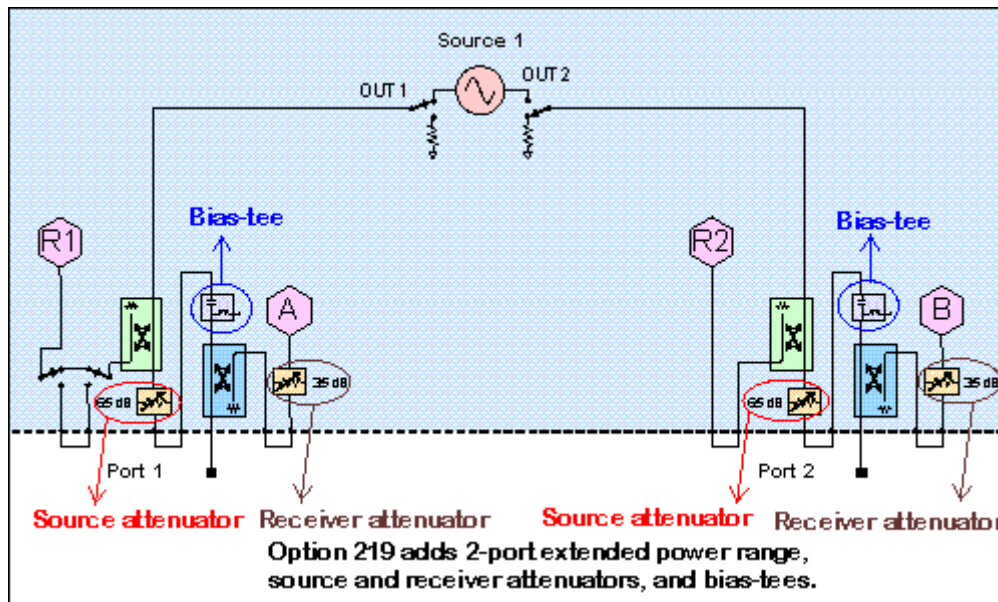 Source 1
OUT 1
OUT 2
Bias-tee
Bias-tee
R1
A
R2
B
65 dB
35 dB
65 dB
35 dB
Port 1
Port 2
Source attenuator
Receiver attenuator
Source attenuator
Receiver attenuator
Option 219 adds 2-port extended power range,
source and receiver attenuators, and bias-tees.